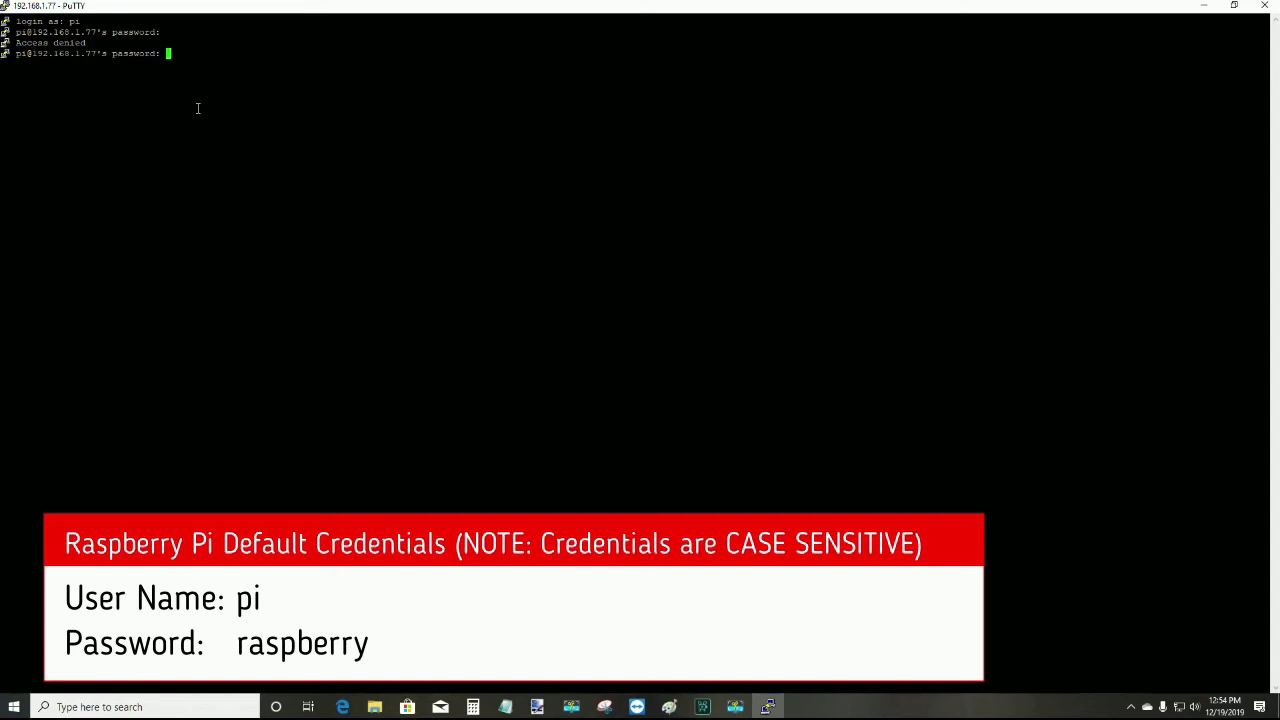 192.168.1.77 - PuTTY
login as: pi
pi@192.168.1.77's password:
Access denied
pi@192.168.1.77's password:
Raspberry Pi Default Credentials (NOTE: Credentials are CASE SENSITIVE)
User Name: pi
Password: raspberry
Type here to search
12:54 PM
12/19/2019